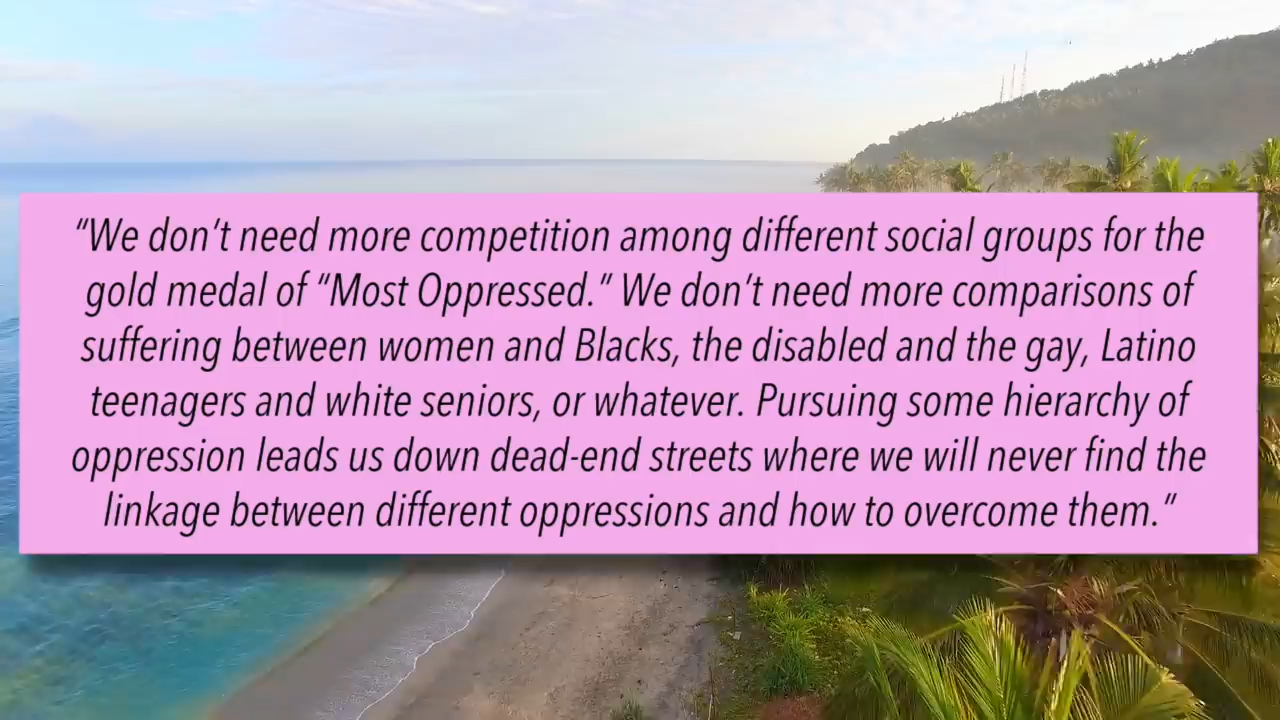 “We don’t need more competition among different social groups for the
gold medal of “Most Oppressed.” We don’t need more comparisons of
suffering between women and Blacks, the disabled and the gay, Latino
teenagers and white seniors, or whatever. Pursuing some hierarchy of
oppression leads us down dead-end streets where we will never find the
linkage between different oppressions and how to overcome them.”